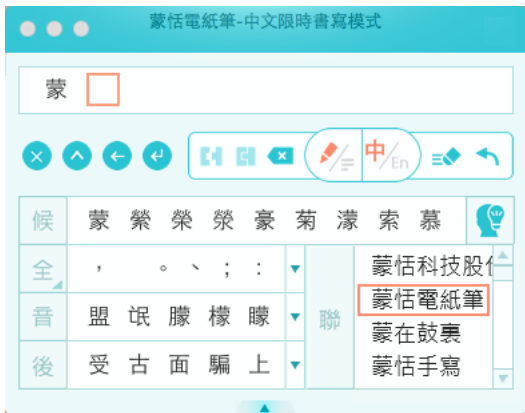 蒙恬電紙筆-中文限時書寫模式
蒙
中/En
候 蒙 縈 榮 滎 豪 菊 濛 索 慕
全 , 。 、 ; :
音 盟 氓 朦 檬 矇
後 受 古 面 騙 上
聯
蒙恬科技股
蒙恬電紙筆
蒙在鼓裏
蒙恬手寫